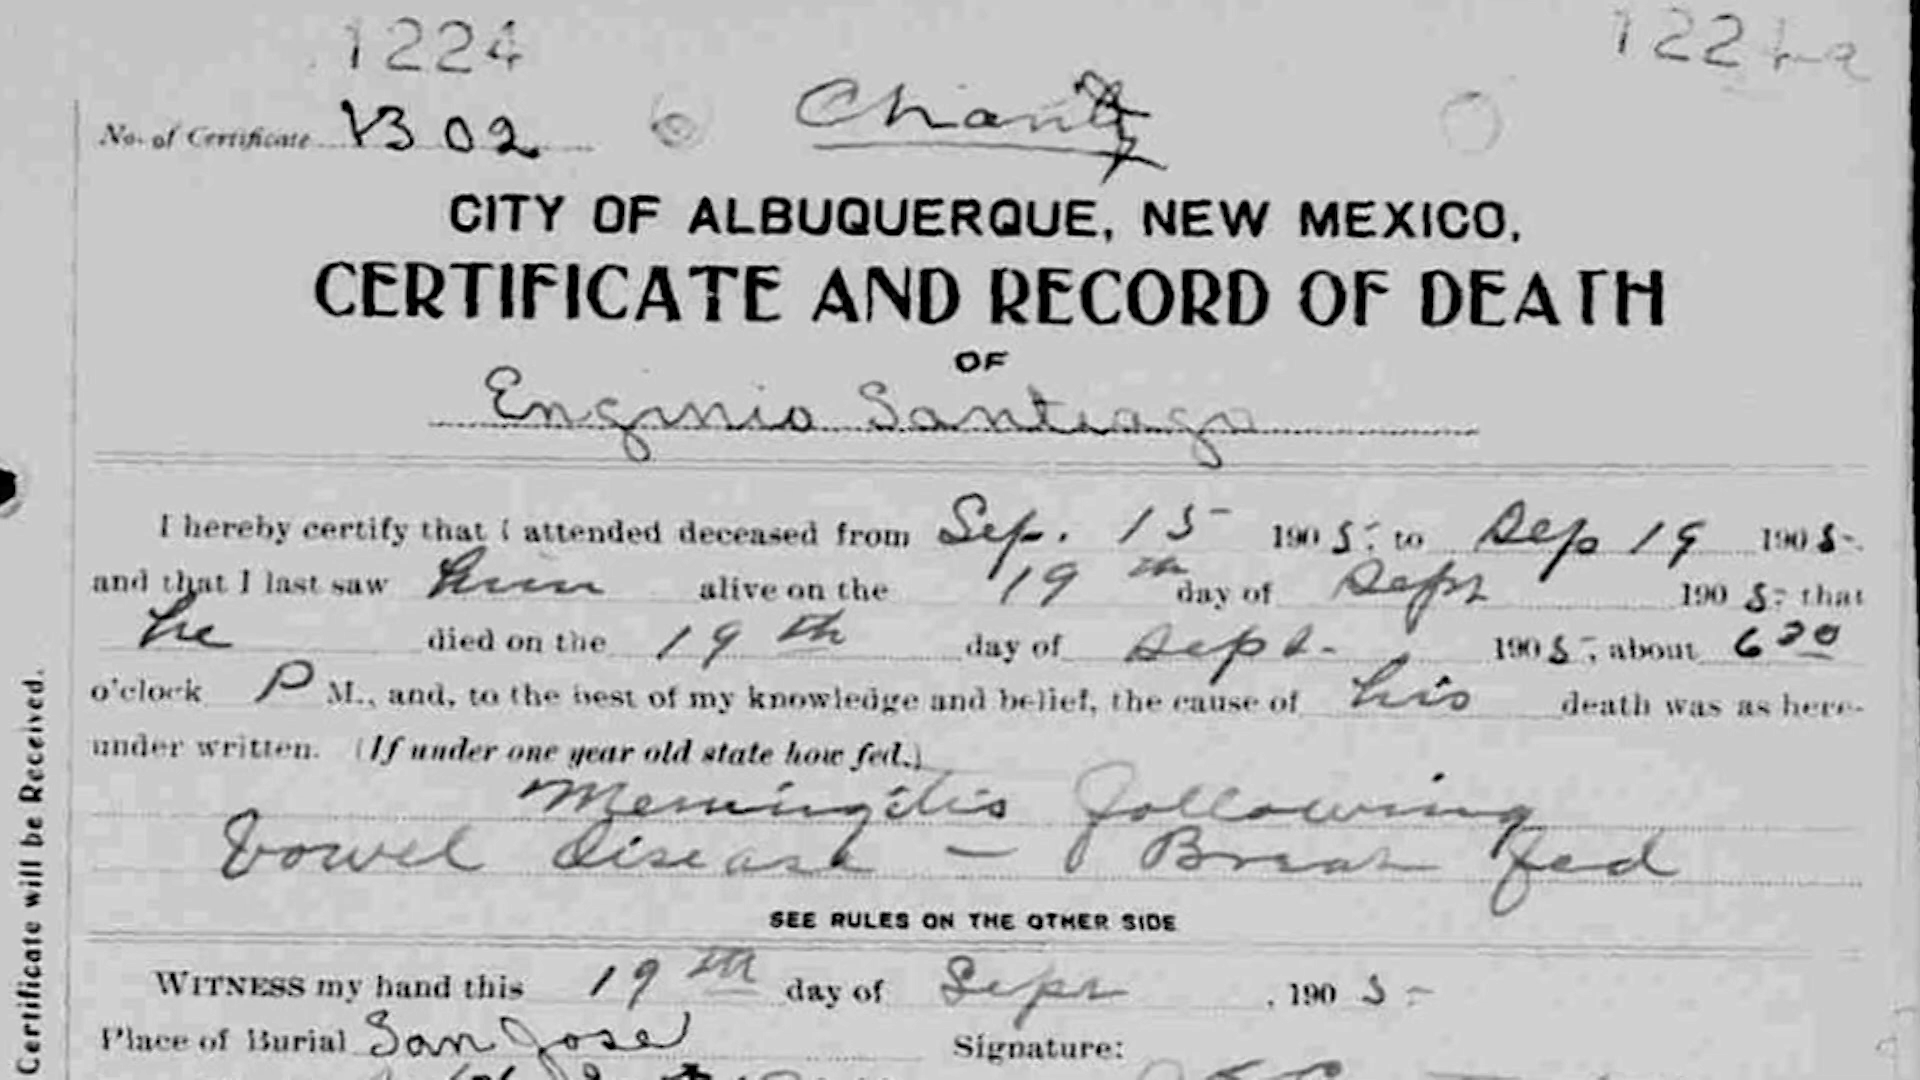 1224
122
No. of Certificate 1302
Charity
CITY OF ALBUQUERQUE, NEW MEXICO,
CERTIFICATE AND RECORD OF DEATH
OF
Enginio Santiago
I hereby certify that I attended deceased from Sep. 15 1905 to Sep 19 1905
and that I last saw him alive on the 19th day of Sept 1905 that
he died on the 19th day of Sept. 1905, about 6 30
o'clock P M., and, to the best of my knowledge and belief, the cause of his death was as here-
under written. (If under one year old state how fed.)
Meningitis following
bowel disease - Breast fed
SEE RULES ON THE OTHER SIDE
WITNESS my hand this 19th day of Sept, 1905
Place of Burial San Jose Signature:
Certificate will be Received.